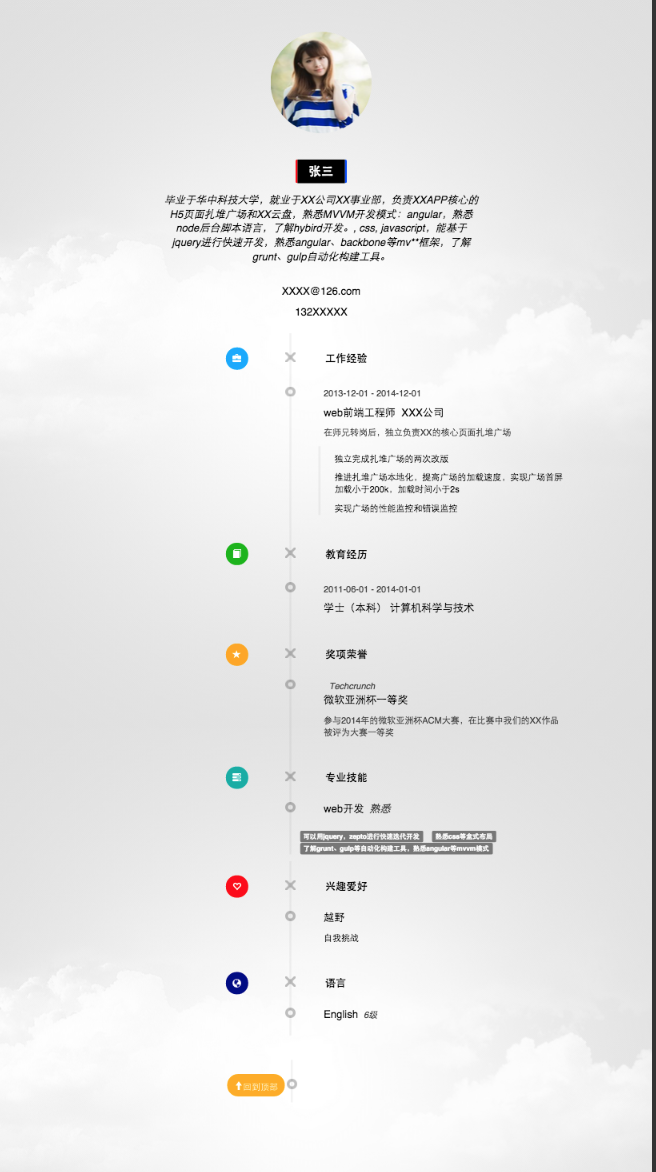 张三
毕业于华中科技大学，就业于XX公司XX事业部，负责XXAPP核心的
H5页面扎堆广场和XX云盘，熟悉MVVM开发模式：angular，熟悉
node后台脚本语言，了解hybird开发。, css, javascript，能基于
jquery进行快速开发，熟悉angular、backbone等mv**框架，了解
grunt、gulp自动化构建工具。
XXXX@126.com
132XXXXX
工作经验
2013-12-01 - 2014-12-01
web前端工程师 XXX公司
在师兄转岗后，独立负责XX的核心页面扎堆广场
独立完成扎堆广场的两次改版
推进扎堆广场本地化，提高广场的加载速度，实现广场首屏
加载小于200k，加载时间小于2s
实现广场的性能监控和错误监控
教育经历
2011-06-01 - 2014-01-01
学士（本科） 计算机科学与技术
奖项荣誉
Techcrunch
微软亚洲杯一等奖
参与2014年的微软亚洲杯ACM大赛，在比赛中我们的XX作品
被评为大赛一等奖
专业技能
web开发 熟悉
可以用jquery，zepto进行快速迭代开发 熟悉css等盒式布局
了解grunt、gulp等自动化构建工具，熟悉angular等mvvm模式
兴趣爱好
越野
自我挑战
语言
English 6级
回到顶部